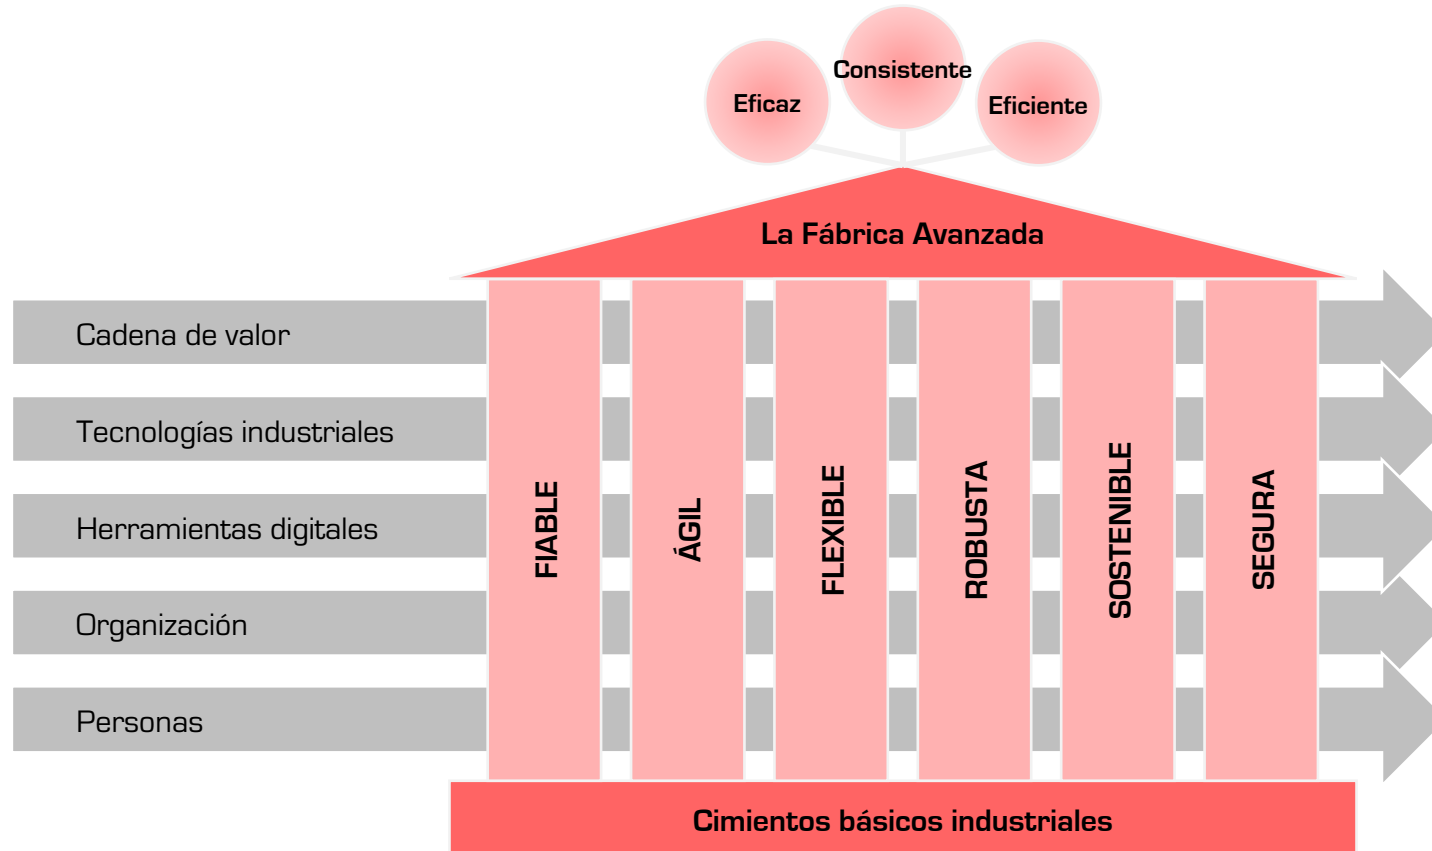 Consistente
Eficaz
Eficiente
La Fábrica Avanzada
Cadena de valor
Tecnologías industriales
Herramientas digitales
Organización
Personas
FIABLE
ÁGIL
FLEXIBLE
ROBUSTA
SOSTENIBLE
SEGURA
Cimientos básicos industriales